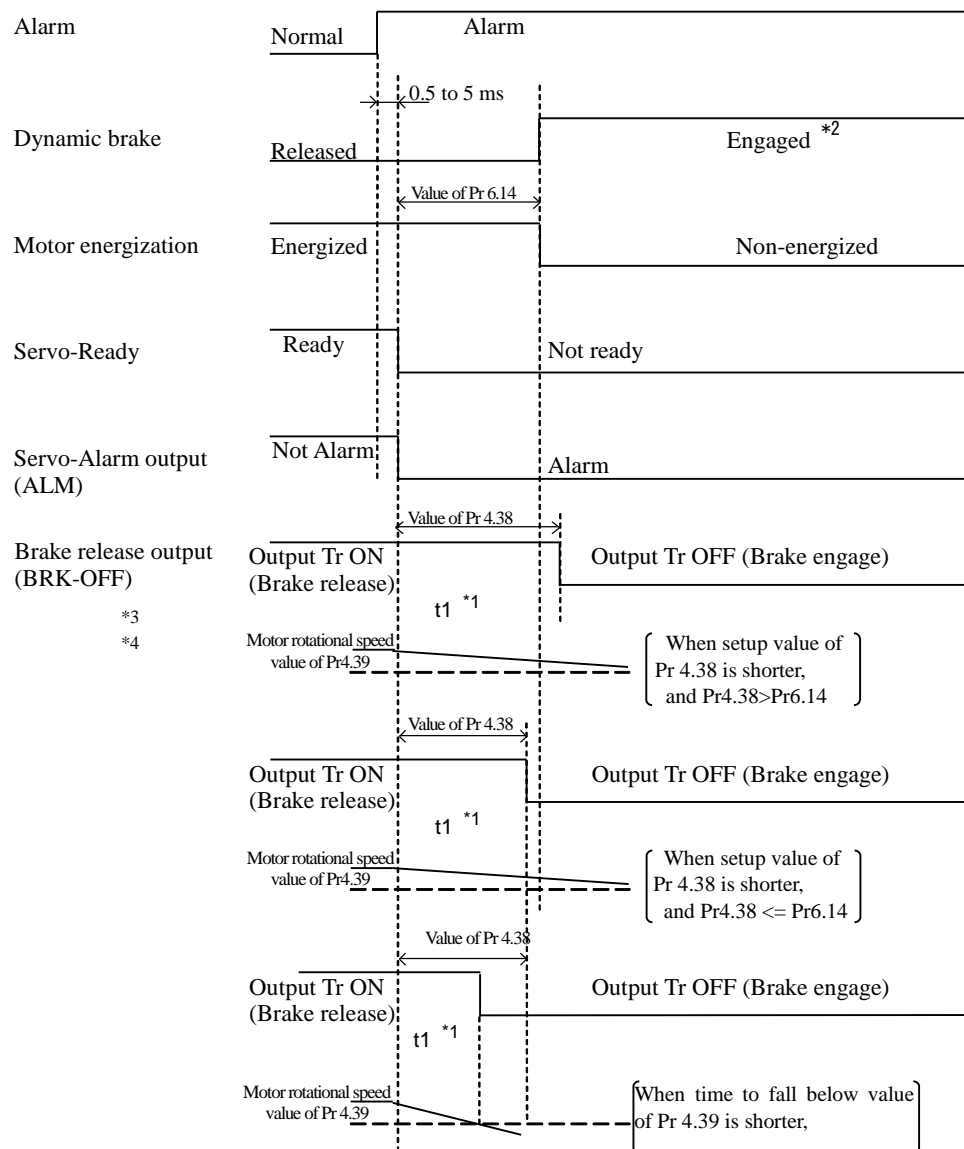 Alarm
Normal
Alarm
0.5 to 5 ms
Dynamic brake
Released
Engaged *2
Value of Pr 6.14
Motor energization
Energized
Non-energized
Servo-Ready
Ready
Not ready
Servo-Alarm output
(ALM)
Not Alarm
Alarm
Value of Pr 4.38
Brake release output
(BRK-OFF)
*3
*4
Output Tr ON
(Brake release)
Output Tr OFF (Brake engage)
t1 *1
Motor rotational speed
value of Pr4.39
When setup value of
Pr 4.38 is shorter,
and Pr4.38>Pr6.14
Value of Pr 4.38
Output Tr ON
(Brake release)
Output Tr OFF (Brake engage)
t1 *1
Motor rotational speed
value of Pr4.39
When setup value of
Pr 4.38 is shorter,
and Pr4.38 <= Pr6.14
Value of Pr 4.38
Output Tr ON
(Brake release)
Output Tr OFF (Brake engage)
t1 *1
Motor rotational speed
value of Pr 4.39
When time to fall below value
of Pr 4.39 is shorter,